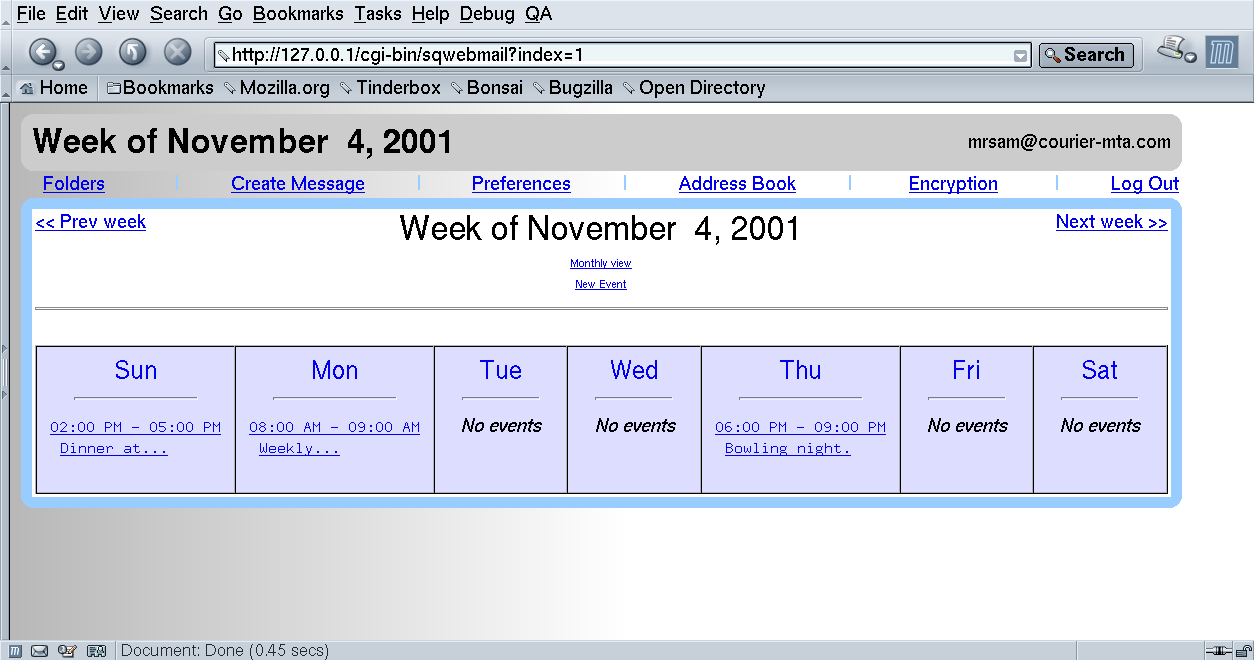 File Edit View Search Go Bookmarks Tasks Help Debug QA
http://127.0.0.1/cgi-bin/sqwebmail?index=1 Search
Home Bookmarks Mozilla.org Tinderbox Bonsai Bugzilla Open Directory
Week of November 4, 2001 mrsam@courier-mta.com
Folders Create Message Preferences Address Book Encryption Log Out
<< Prev week Week of November 4, 2001 Next week >>
Monthly view
New Event
Sun Mon Tue Wed Thu Fri Sat
02:00 PM - 05:00 PM 08:00 AM - 09:00 AM No events No events 06:00 PM - 09:00 PM No events No events
Dinner at... Weekly... Bowling night.
Document: Done (0.45 secs)